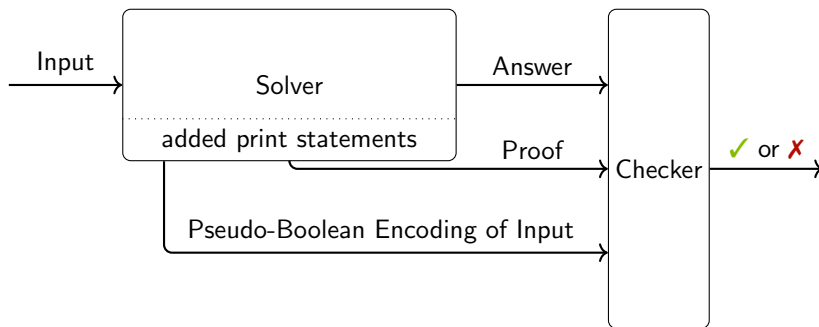 Input
Solver
added print statements
Answer
Proof
Pseudo-Boolean Encoding of Input
Checker
✓ or ✗